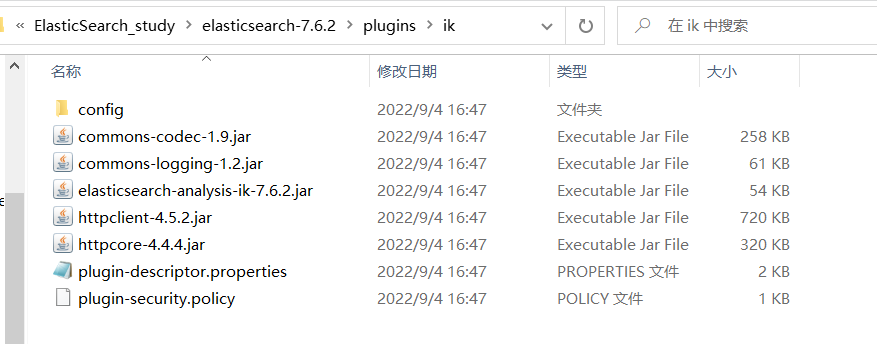 « ElasticSearch_study > elasticsearch-7.6.2 > plugins > ik 在 ik 中搜索
名称 修改日期 类型 大小
config 2022/9/4 16:47 文件夹
commons-codec-1.9.jar 2022/9/4 16:47 Executable Jar File 258 KB
commons-logging-1.2.jar 2022/9/4 16:47 Executable Jar File 61 KB
elasticsearch-analysis-ik-7.6.2.jar 2022/9/4 16:47 Executable Jar File 54 KB
httpclient-4.5.2.jar 2022/9/4 16:47 Executable Jar File 720 KB
httpcore-4.4.4.jar 2022/9/4 16:47 Executable Jar File 320 KB
plugin-descriptor.properties 2022/9/4 16:47 PROPERTIES 文件 2 KB
plugin-security.policy 2022/9/4 16:47 POLICY 文件 1 KB